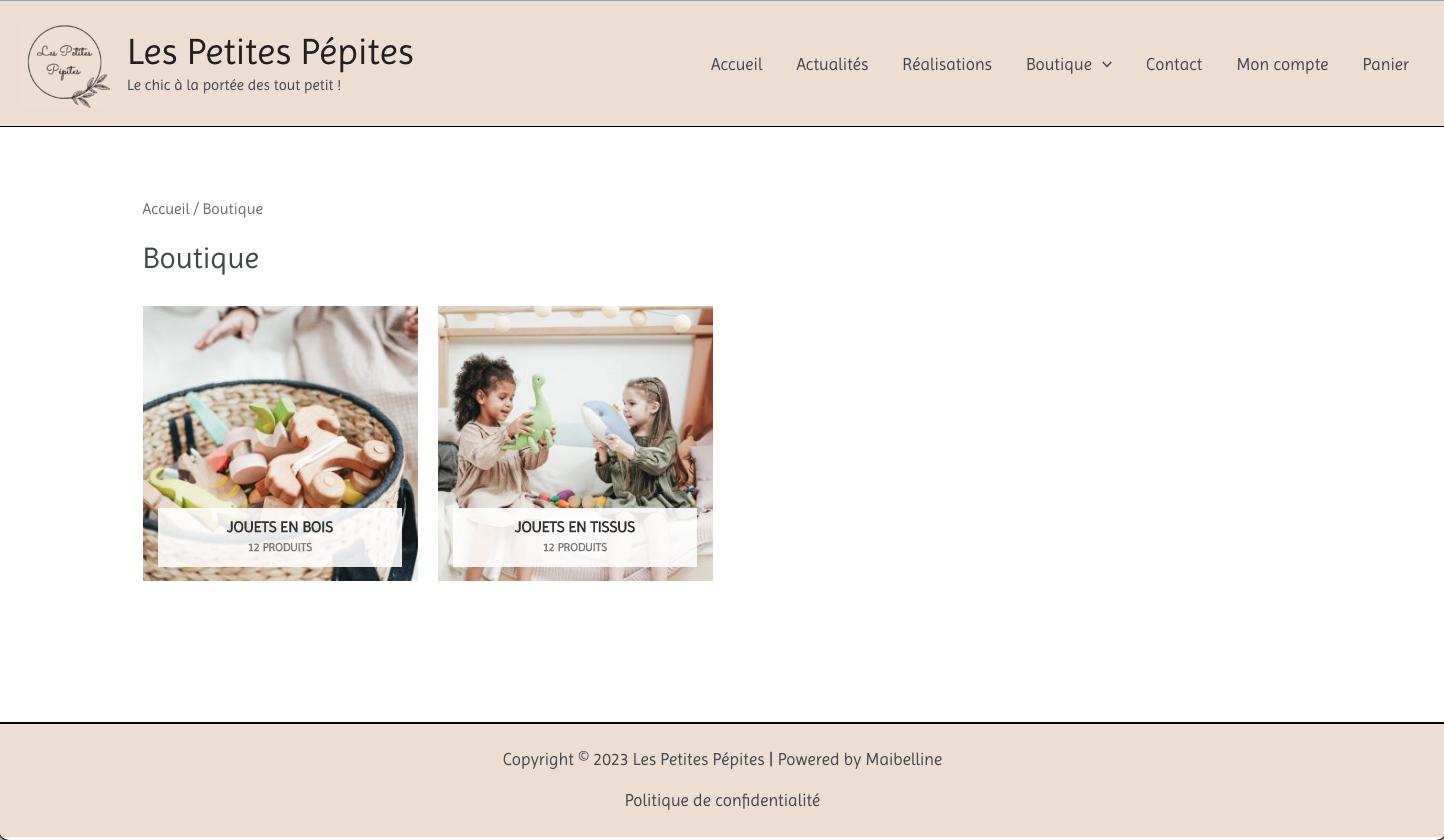 Les Petites
Pépites
Les Petites Pépites
Le chic à la portée des tout petit !
Accueil Actualités Réalisations Boutique Contact Mon compte Panier
Accueil / Boutique
Boutique
JOUETS EN BOIS
12 PRODUITS
JOUETS EN TISSUS
12 PRODUITS
Copyright © 2023 Les Petites Pépites | Powered by Maibelline
Politique de confidentialité